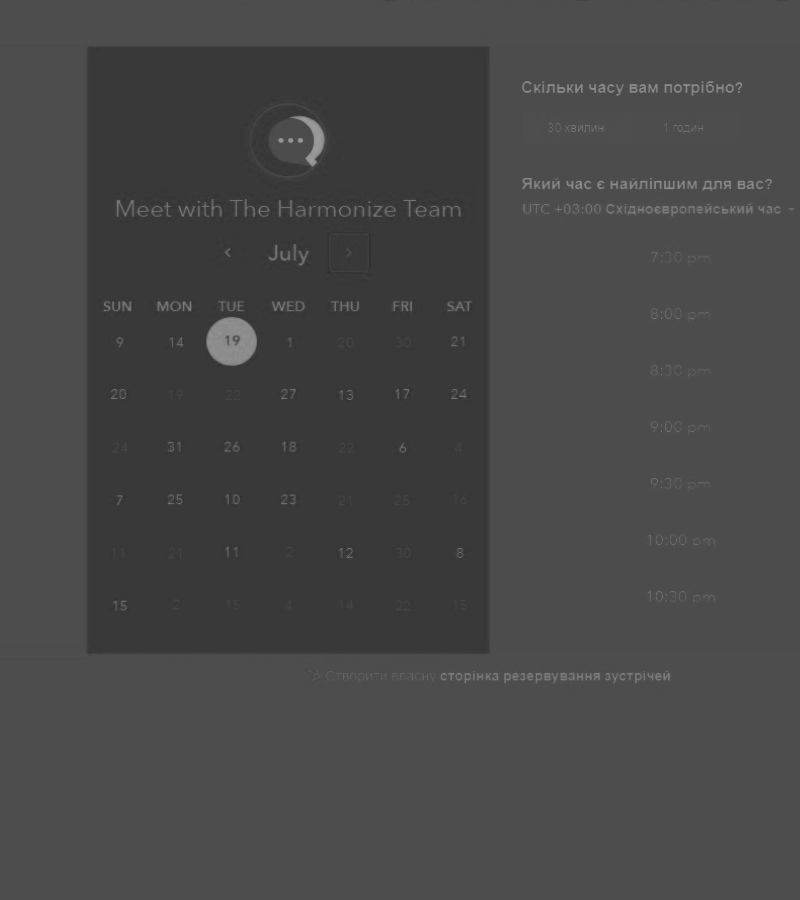 Meet with The Harmonize Team
July
SUN MON TUE WED THU FRI SAT
9 14 19 1 20 30 21
20 19 22 27 13 17 24
24 31 26 18 22 6 4
7 25 10 23 21 25 16
11 21 11 2 12 30 8
15 2 15 4 14 22 15
Скільки часу вам потрібно?
30 хвилин 1 годин
Який час є найліпшим для вас?
UTC +03:00 Східноєвропейський час
7:30 pm
8:00 pm
8:30 pm
9:00 pm
9:30 pm
10:00 pm
10:30 pm
Створити власну сторінка резервування зустрічей